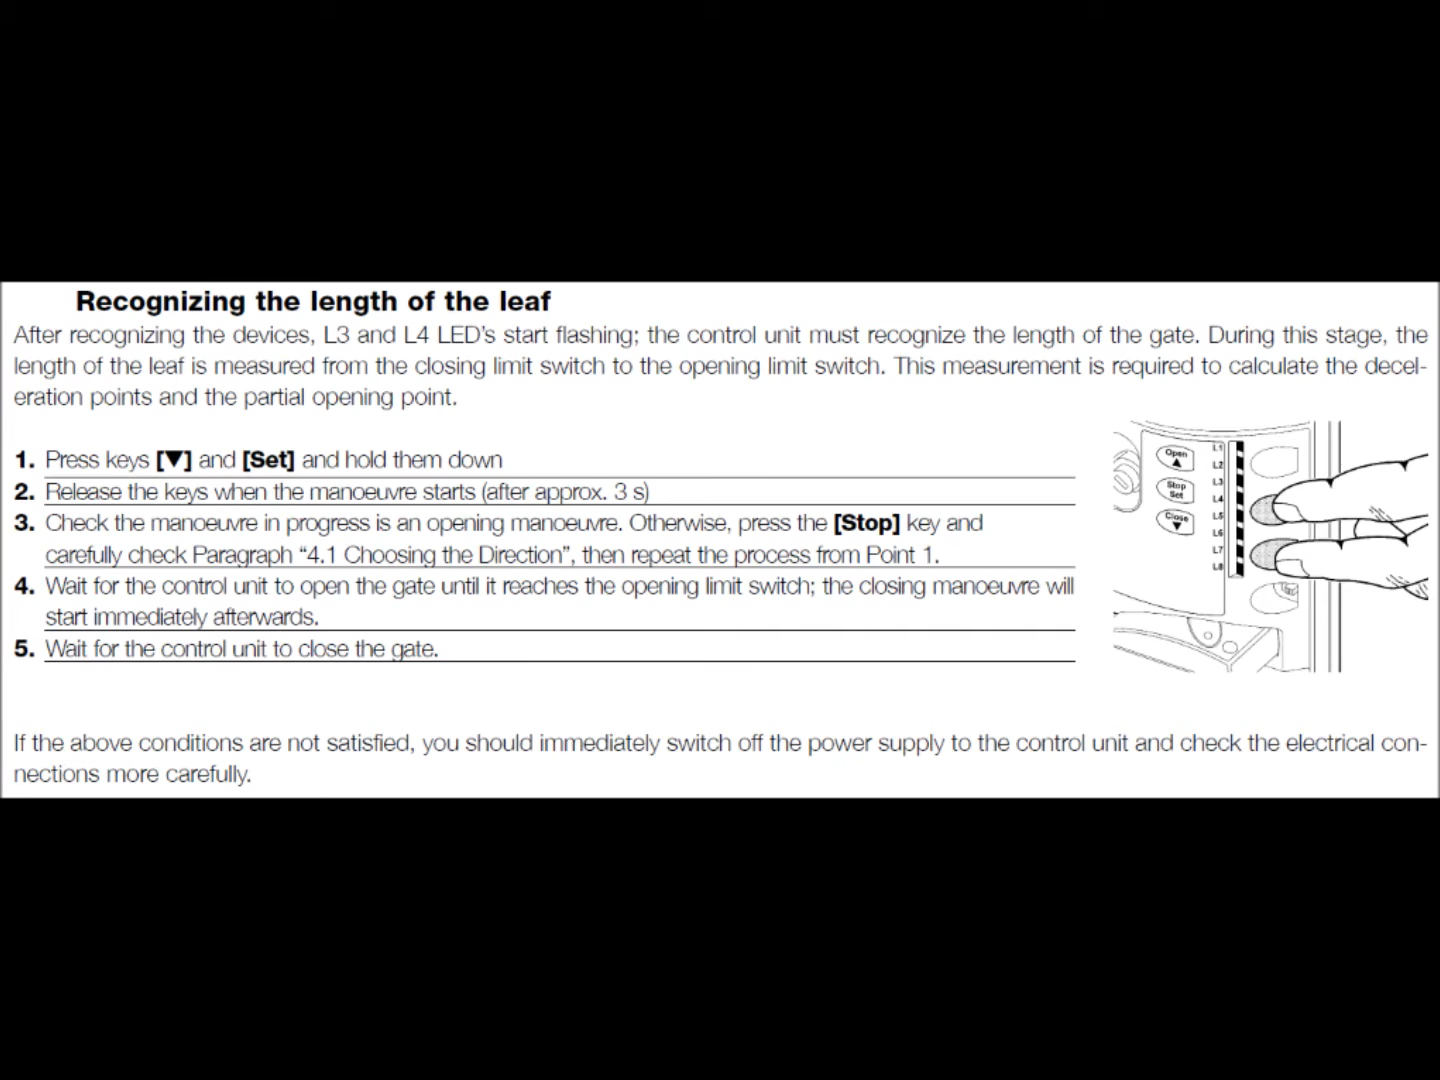 Recognizing the length of the leaf
After recognizing the devices, L3 and L4 LED's start flashing; the control unit must recognize the length of the gate. During this stage, the
length of the leaf is measured from the closing limit switch to the opening limit switch. This measurement is required to calculate the decel-
eration points and the partial opening point.
1. Press keys [▼] and [Set] and hold them down
2. Release the keys when the manoeuvre starts (after approx. 3 s)
3. Check the manoeuvre in progress is an opening manoeuvre. Otherwise, press the [Stop] key and
carefully check Paragraph “4.1 Choosing the Direction”, then repeat the process from Point 1.
4. Wait for the control unit to open the gate until it reaches the opening limit switch; the closing manoeuvre will
start immediately afterwards.
5. Wait for the control unit to close the gate.
Open
▲
Stop
Set
Close
▼
L1
L2
L3
L4
L5
L6
L7
L8
If the above conditions are not satisfied, you should immediately switch off the power supply to the control unit and check the electrical con-
nections more carefully.